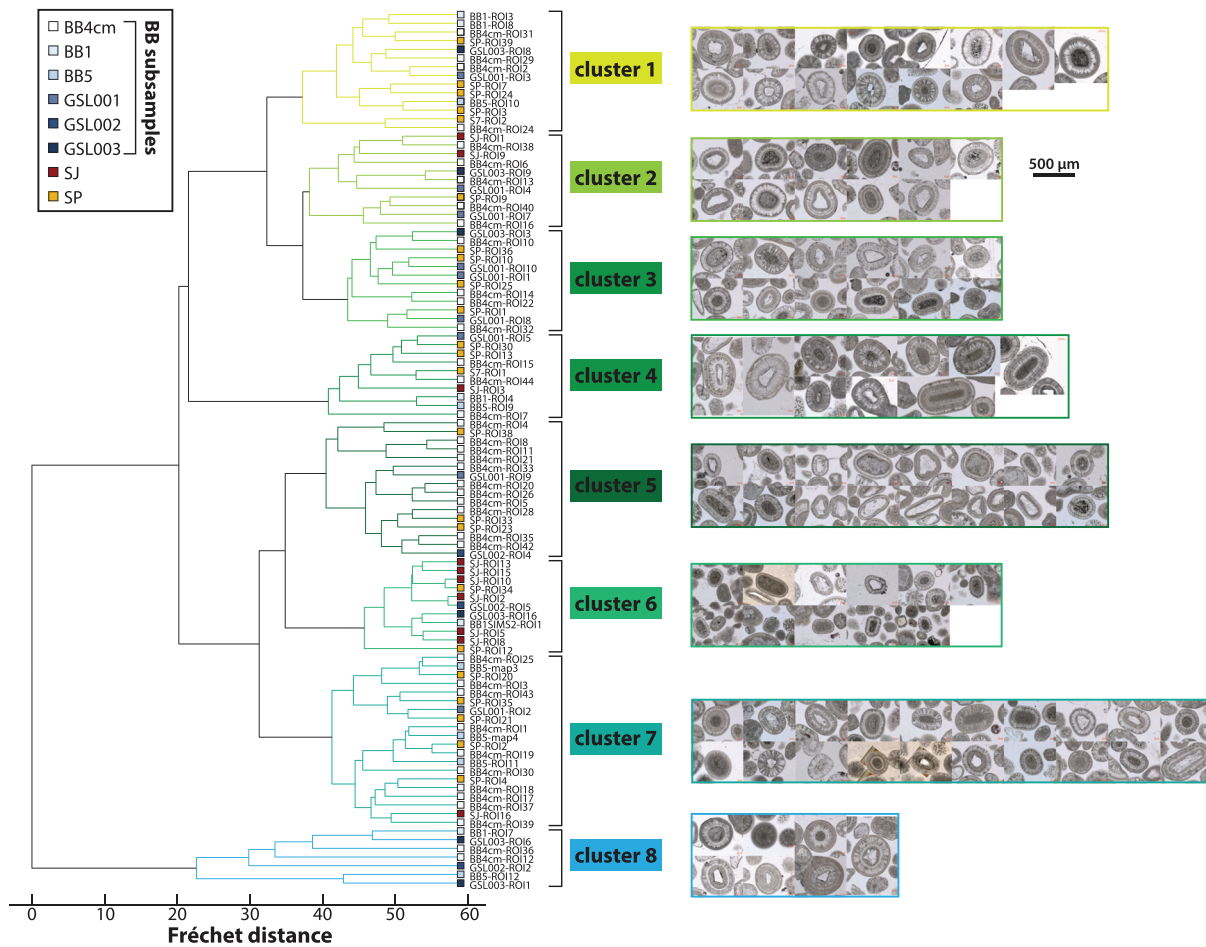 BB4cm
BB1
BB5
GSL001
GSL002
GSL003
SJ
SP
BB subsamples
BB1-ROI3
BB1-ROI8
BB4cm-ROI31
SP-ROI39
GSL003-ROI8
BB4cm-ROI29
BB4cm-ROI2
GSL001-ROI3
SP-ROI7
SP-ROI24
BB5-ROI10
SP-ROI3
S7-ROI2
BB4cm-ROI24
SJ-ROI1
BB4cm-ROI38
SJ-ROI9
BB4cm-ROI6
GSL003-ROI9
BB4cm-ROI13
GSL001-ROI4
SP-ROI9
BB4cm-ROI40
GSL001-ROI7
BB4cm-ROI16
GSL003-ROI3
BB4cm-ROI10
SP-ROI36
SP-ROI10
GSL001-ROI10
GSL001-ROI1
SP-ROI25
BB4cm-ROI14
BB4cm-ROI22
SP-ROI1
GSL001-ROI8
BB4cm-ROI32
GSL001-ROI5
SP-ROI30
SP-ROI13
BB4cm-ROI15
S7-ROI1
BB4cm-ROI44
SJ-ROI3
BB1-ROI4
BB5-ROI9
BB4cm-ROI7
BB4cm-ROI4
SP-ROI38
BB4cm-ROI8
BB4cm-ROI11
BB4cm-ROI21
BB4cm-ROI33
GSL001-ROI9
BB4cm-ROI20
BB4cm-ROI26
BB4cm-ROI5
BB4cm-ROI28
SP-ROI33
SP-ROI23
BB4cm-ROI35
BB4cm-ROI42
GSL002-ROI4
SJ-ROI13
SJ-ROI15
SJ-ROI10
SP-ROI34
SJ-ROI2
GSL002-ROI5
GSL003-ROI16
BB1SIMS2-ROI1
SJ-ROI5
SJ-ROI8
SP-ROI12
BB4cm-ROI25
BB5-map3
SP-ROI20
BB4cm-ROI3
BB4cm-ROI43
SP-ROI35
GSL001-ROI2
SP-ROI21
BB4cm-ROI1
BB5-map4
SP-ROI2
BB4cm-ROI19
BB5-ROI11
BB4cm-ROI30
SP-ROI4
BB4cm-ROI18
BB4cm-ROI17
BB4cm-ROI37
SJ-ROI16
BB4cm-ROI39
BB1-ROI7
GSL003-ROI6
BB4cm-ROI36
BB4cm-ROI12
GSL002-ROI2
BB5-ROI12
GSL003-ROI1
cluster 1
cluster 2
cluster 3
cluster 4
cluster 5
cluster 6
cluster 7
cluster 8
500 µm
0 10 20 30 40 50 60
Fréchet distance